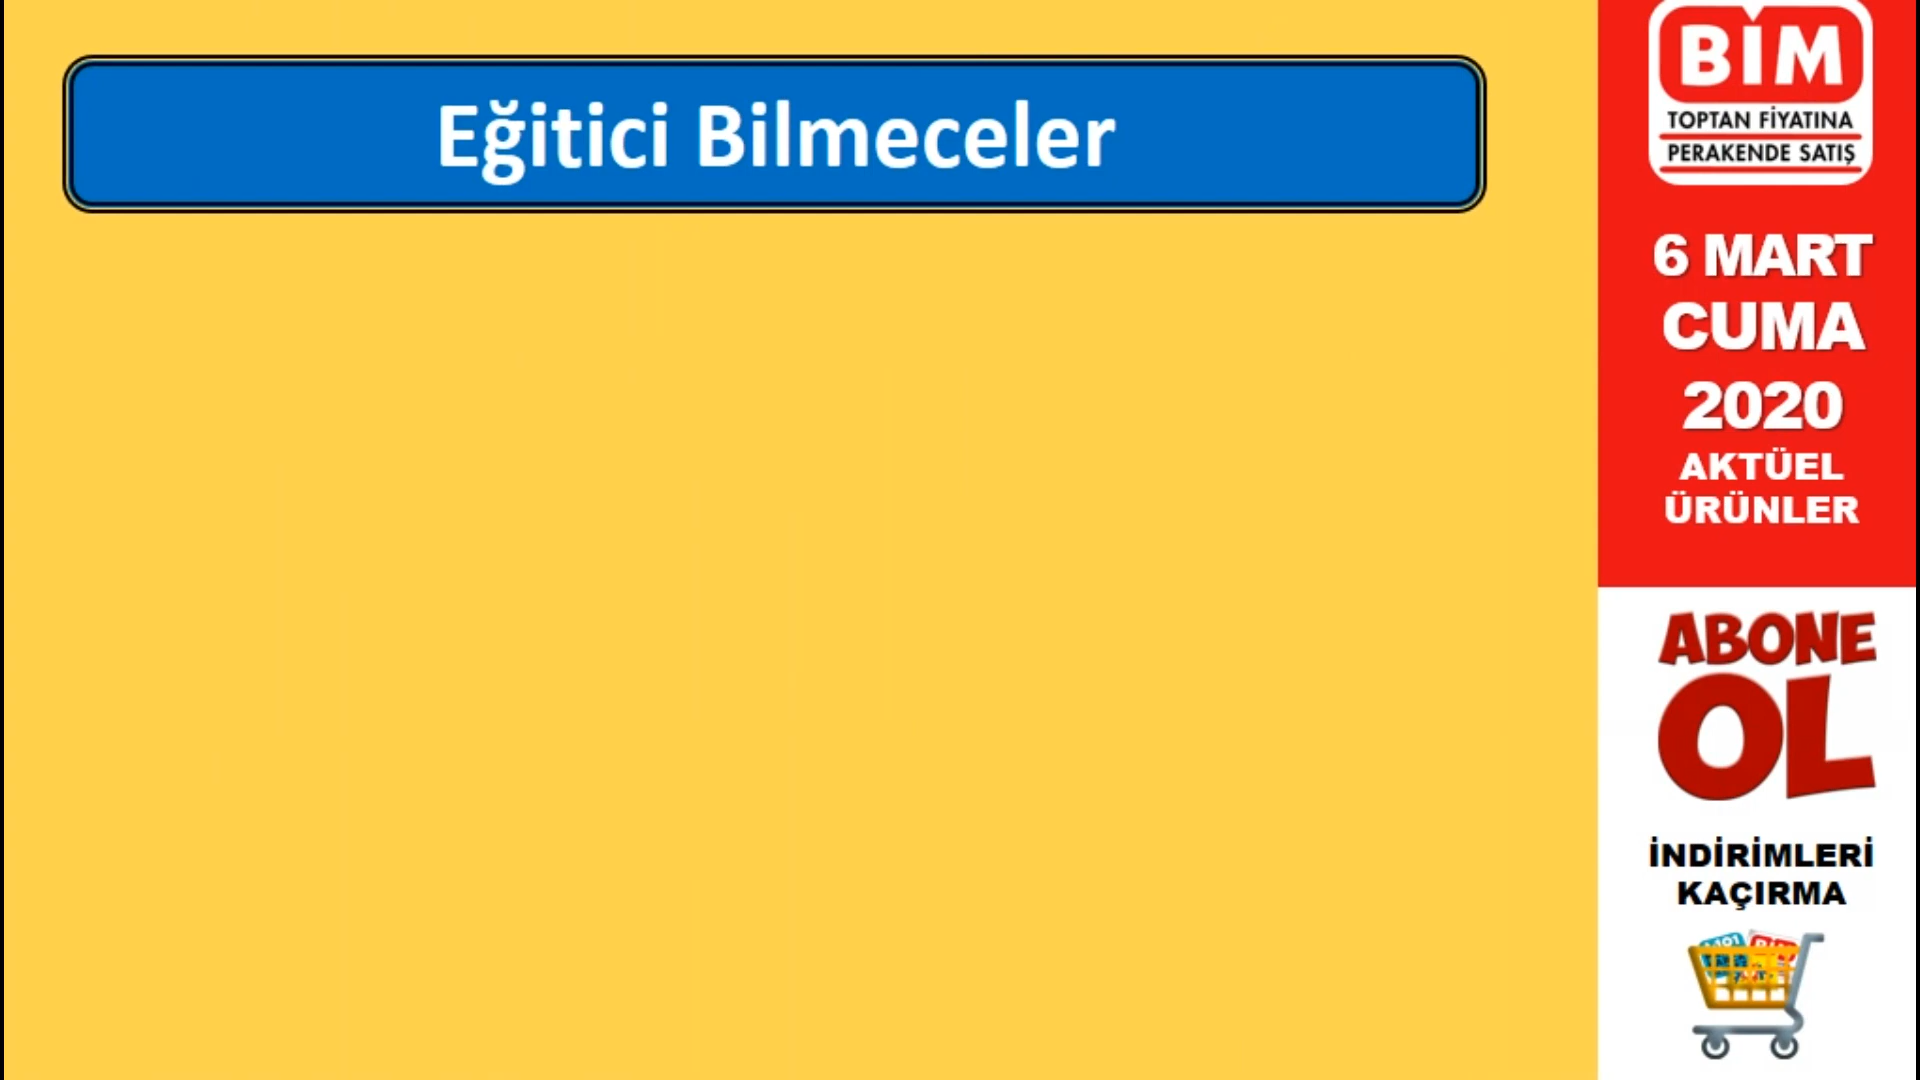 Eğitici Bilmeceler
BİM
TOPTAN FİYATINA
PERAKENDE SATIŞ
6 MART
CUMA
2020
AKTÜEL
ÜRÜNLER
ABONE
OL
İNDİRİMLERİ
KAÇIRMA